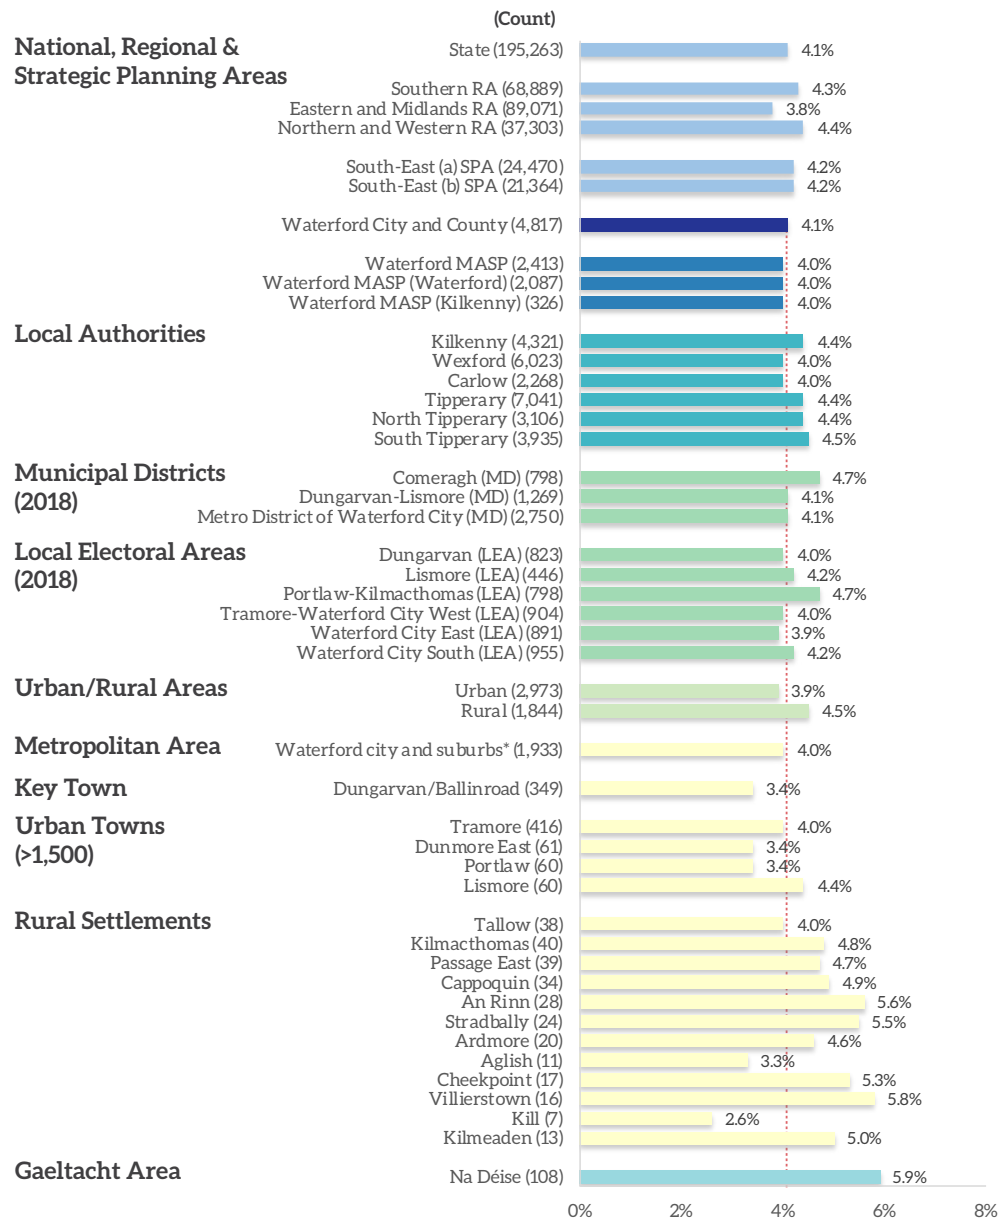 (Count)
National, Regional &
Strategic Planning Areas
State (195,263) 4.1%
Southern RA (68,889) 4.3%
Eastern and Midlands RA (89,071) 3.8%
Northern and Western RA (37,303) 4.4%
South-East (a) SPA (24,470) 4.2%
South-East (b) SPA (21,364) 4.2%
Waterford City and County (4,817) 4.1%
Waterford MASP (2,413) 4.0%
Waterford MASP (Waterford) (2,087) 4.0%
Waterford MASP (Kilkenny) (326) 4.0%
Local Authorities
Kilkenny (4,321) 4.4%
Wexford (6,023) 4.0%
Carlow (2,268) 4.0%
Tipperary (7,041) 4.4%
North Tipperary (3,106) 4.4%
South Tipperary (3,935) 4.5%
Municipal Districts
(2018)
Comeragh (MD) (798) 4.7%
Dungarvan-Lismore (MD) (1,269) 4.1%
Metro District of Waterford City (MD) (2,750) 4.1%
Local Electoral Areas
(2018)
Dungarvan (LEA) (823) 4.0%
Lismore (LEA) (446) 4.2%
Portlaw-Kilmacthomas (LEA) (798) 4.7%
Tramore-Waterford City West (LEA) (904) 4.0%
Waterford City East (LEA) (891) 3.9%
Waterford City South (LEA) (955) 4.2%
Urban/Rural Areas
Urban (2,973) 3.9%
Rural (1,844) 4.5%
Metropolitan Area
Waterford city and suburbs* (1,933) 4.0%
Key Town
Dungarvan/Ballinroad (349) 3.4%
Urban Towns
(>1,500)
Tramore (416) 4.0%
Dunmore East (61) 3.4%
Portlaw (60) 3.4%
Lismore (60) 4.4%
Rural Settlements
Tallow (38) 4.0%
Kilmacthomas (40) 4.8%
Passage East (39) 4.7%
Cappoquin (34) 4.9%
An Rinn (28) 5.6%
Stradbally (24) 5.5%
Ardmore (20) 4.6%
Aglish (11) 3.3%
Cheekpoint (17) 5.3%
Villierstown (16) 5.8%
Kill (7) 2.6%
Kilmeaden (13) 5.0%
Gaeltacht Area
Na Déise (108) 5.9%
0% 2% 4% 6% 8%